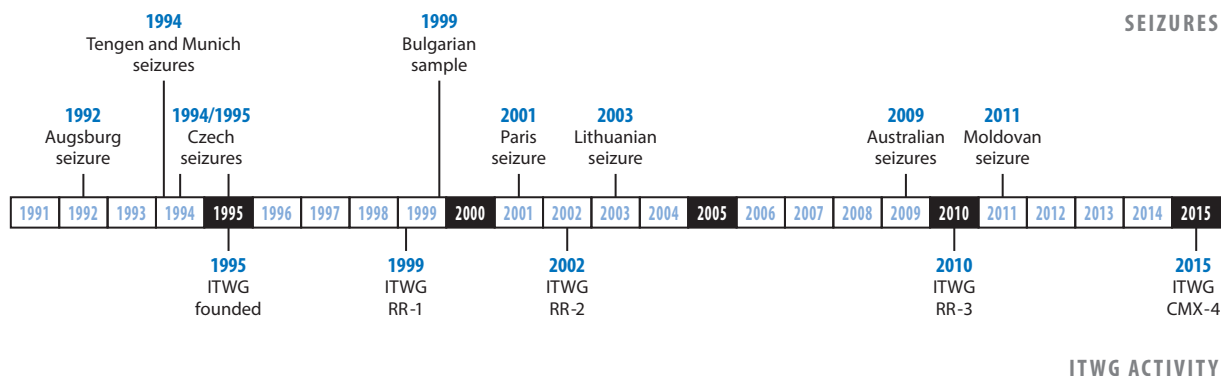 SEIZURES
1994
Tengen and Munich
seizures
1999
Bulgarian
sample
1992
Augsburg
seizure
1994/1995
Czech
seizures
2001
Paris
seizure
2003
Lithuanian
seizure
2009
Australian
seizures
2011
Moldovan
seizure
1991 1992 1993 1994 1995 1996 1997 1998 1999 2000 2001 2002 2003 2004 2005 2006 2007 2008 2009 2010 2011 2012 2013 2014 2015
1995
ITWG
founded
1999
ITWG
RR-1
2002
ITWG
RR-2
2010
ITWG
RR-3
2015
ITWG
CMX-4
ITWG ACTIVITY